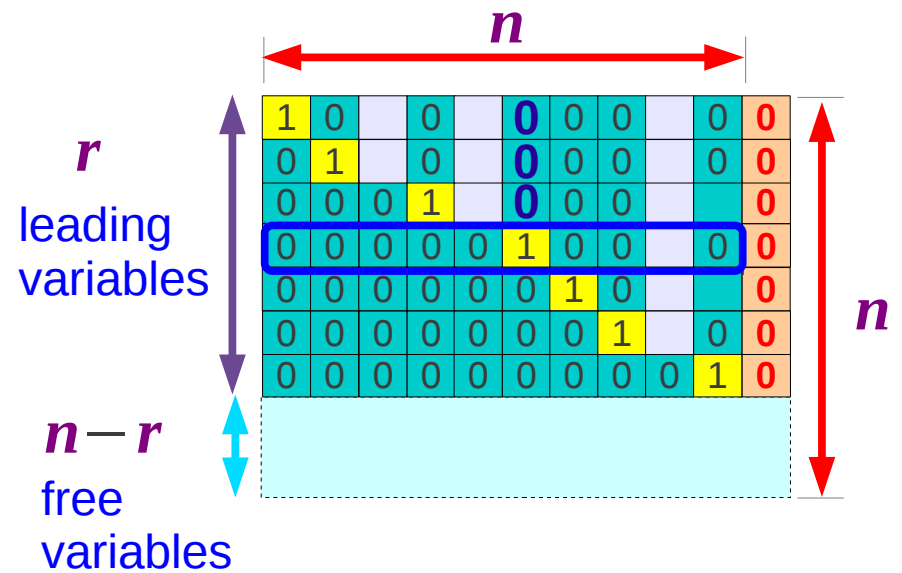 n
1 0 0 0 0 0 0 0
r
0 1 0 0 0 0 0 0
0 0 0 1 0 0 0 0
leading
0 0 0 0 0 1 0 0 0 0
variables
0 0 0 0 0 0 1 0 0
n
0 0 0 0 0 0 0 1 0 0
0 0 0 0 0 0 0 0 0 1 0
n — r
free
variables